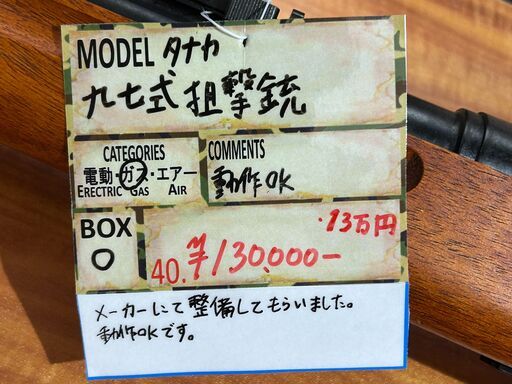 MODEL タナカ
九七式 狙撃銃
CATEGORIES
電動・ガス・エアー
ERECTRIC GAS AIR
COMMENTS
動作OK
BOX
○
・13万円
40. ¥130.000-
メーカーにて整備してもらいました。
動作OKです。